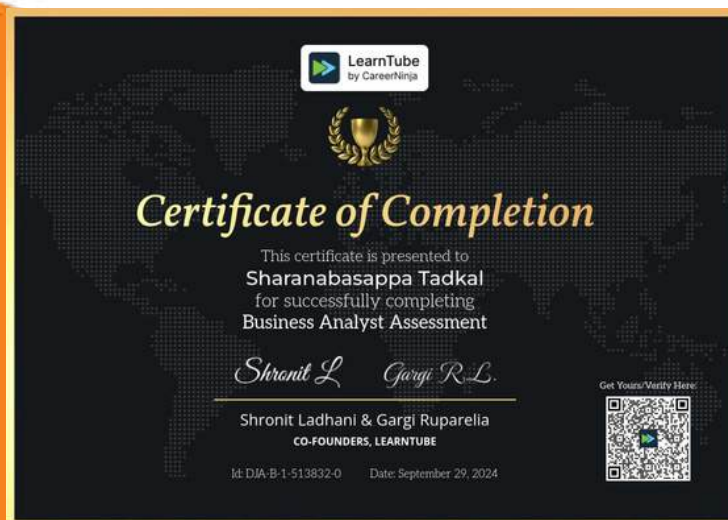 LearnTube
by CareerNinja
Certificate of Completion
This certificate is presented to
Sharanabasappa Tadkal
for successfully completing
Business Analyst Assessment
Shronit L
Gargi R.L.
Shronit Ladhani & Gargi Ruparelia
CO-FOUNDERS, LEARNTUBE
Id: DJA-B-1-513832-0 Date: September 29, 2024
Get Yours/Verify Here: